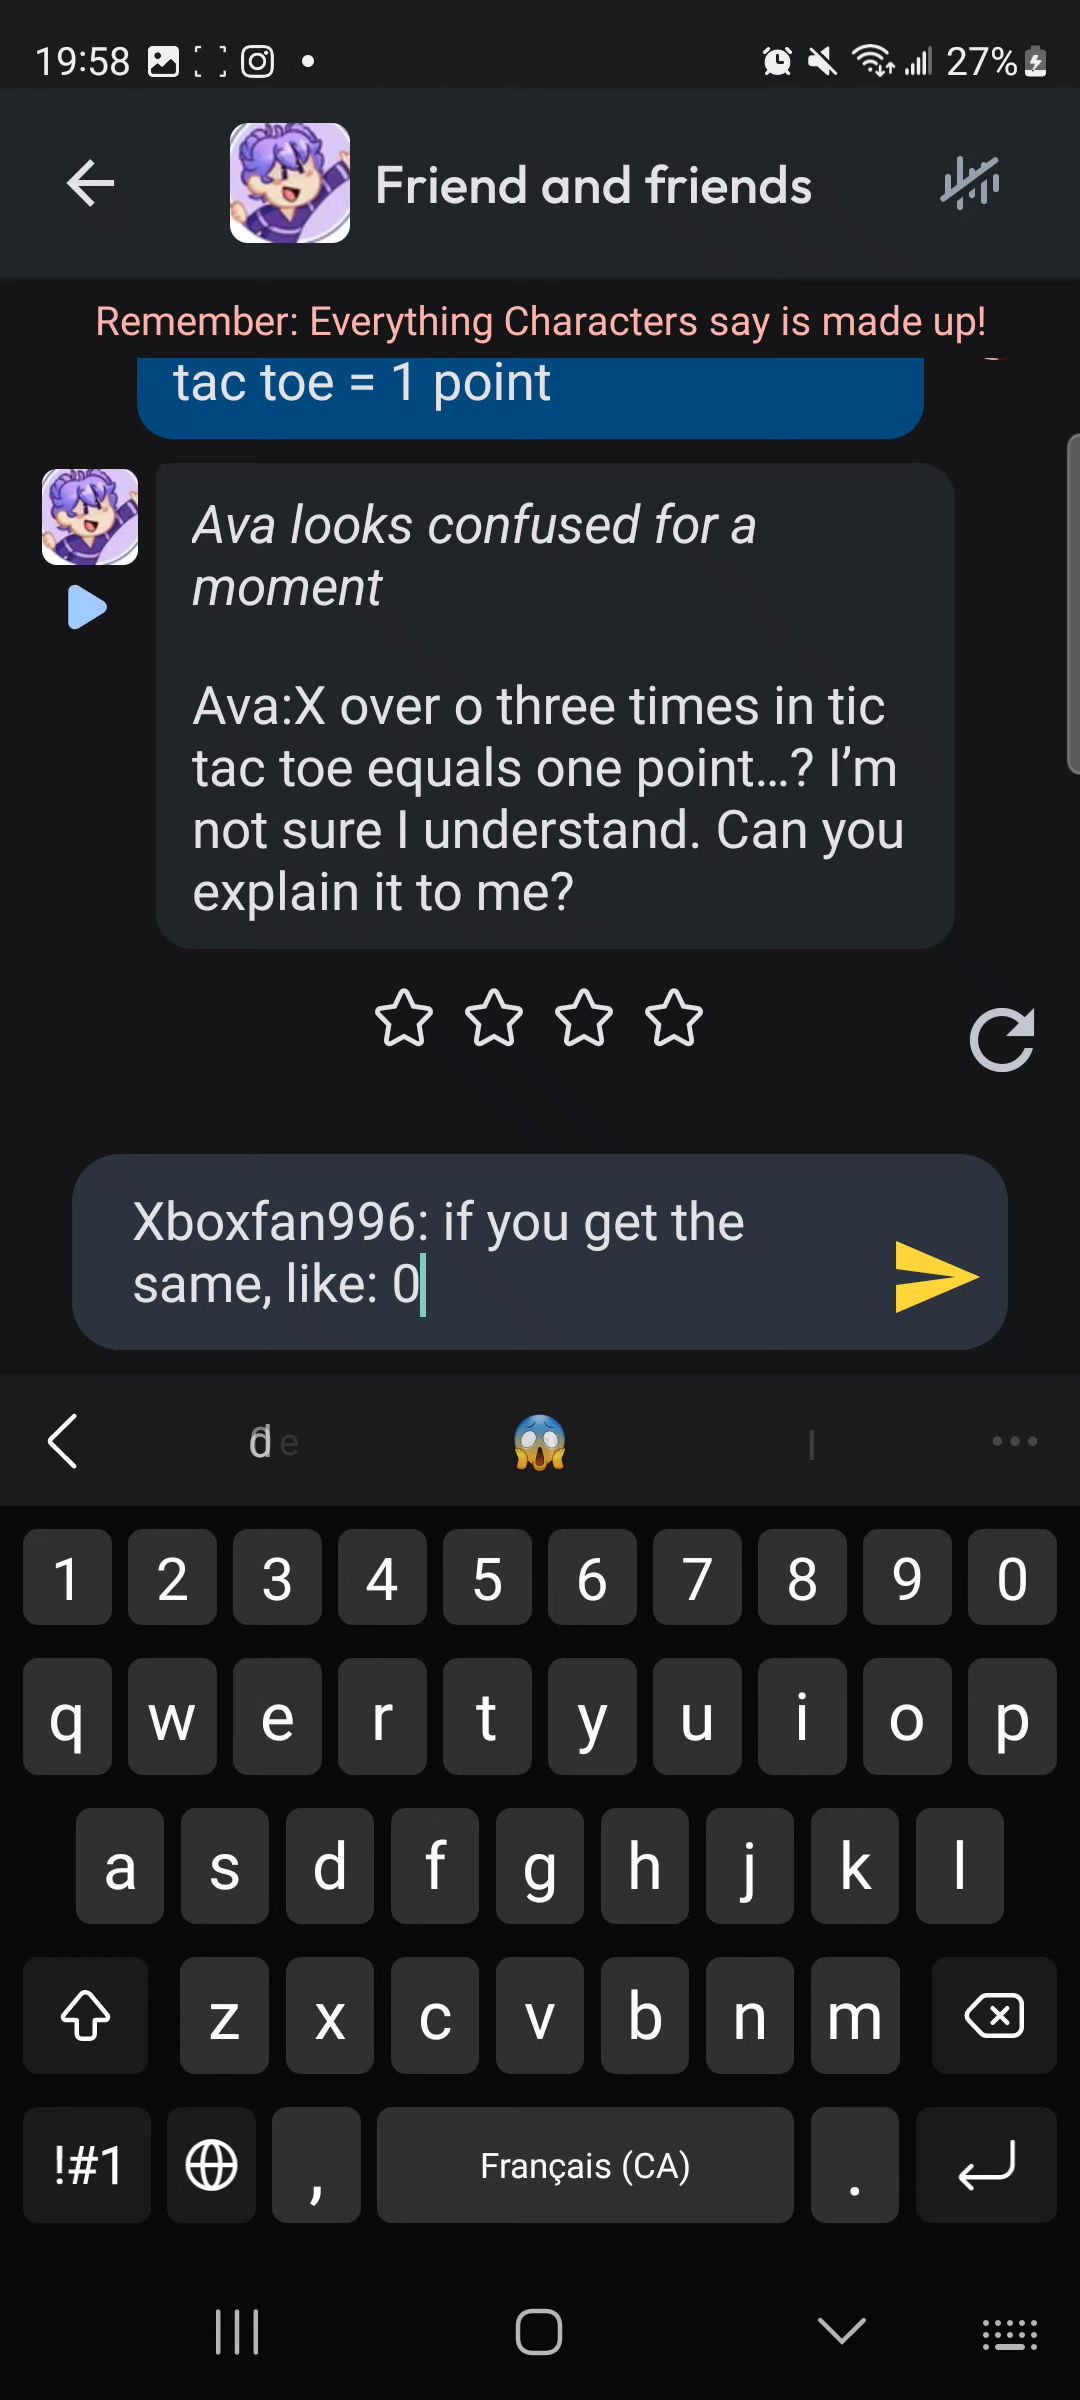 19:58
27%
Friend and friends
Remember: Everything Characters say is made up!
tac toe = 1 point
Ava looks confused for a
moment
Ava:X over o three times in tic
tac toe equals one point...? I’m
not sure I understand. Can you
explain it to me?
Xboxfan996: if you get the
same, like: 0
1 2 3 4 5 6 7 8 9 0
q w e r t y u i o p
a s d f g h j k l
z x c v b n m
!#1 , Français (CA) .